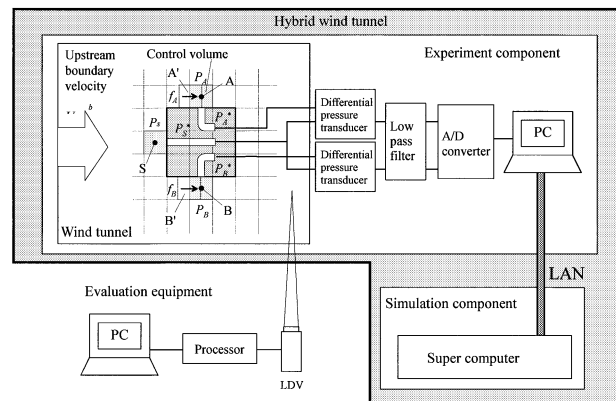 Hybrid wind tunnel
Upstream
boundary
velocity
Control volume
Experiment component
A'
P_A
A
f_A
P_A*
P_S
P_S*
S
P_B*
f_B
B'
P_B
B
Wind tunnel
Differential
pressure
transducer
Differential
pressure
transducer
Low
pass
filter
A/D
converter
PC
LAN
Evaluation equipment
PC
Processor
LDV
Simulation component
Super computer